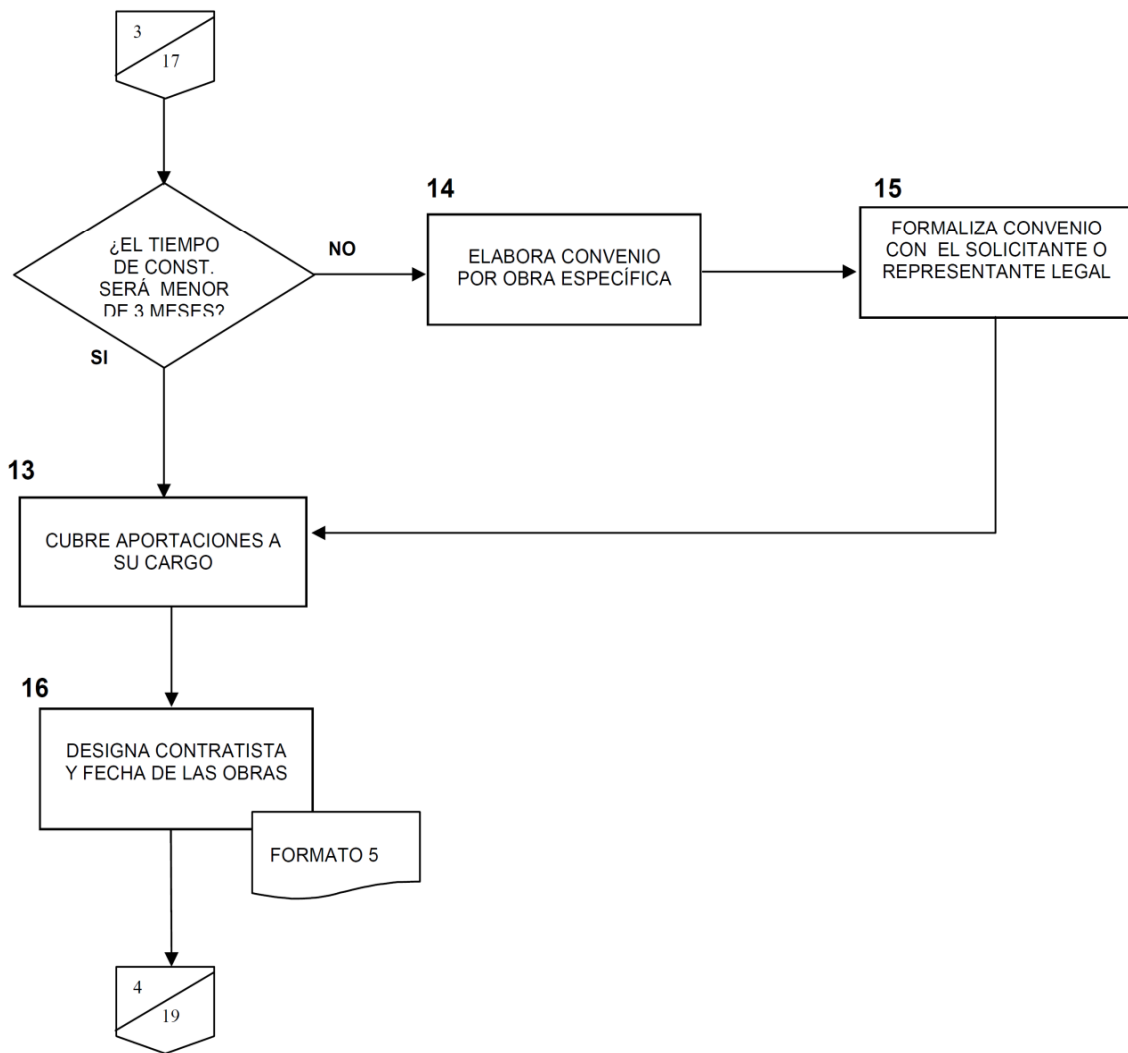 3
17
¿EL TIEMPO
DE CONST.
SERÁ MENOR
DE 3 MESES?
NO
SI
14
ELABORA CONVENIO
POR OBRA ESPECÍFICA
15
FORMALIZA CONVENIO
CON EL SOLICITANTE O
REPRESENTANTE LEGAL
13
CUBRE APORTACIONES A
SU CARGO
16
DESIGNA CONTRATISTA
Y FECHA DE LAS OBRAS
FORMATO 5
4
19